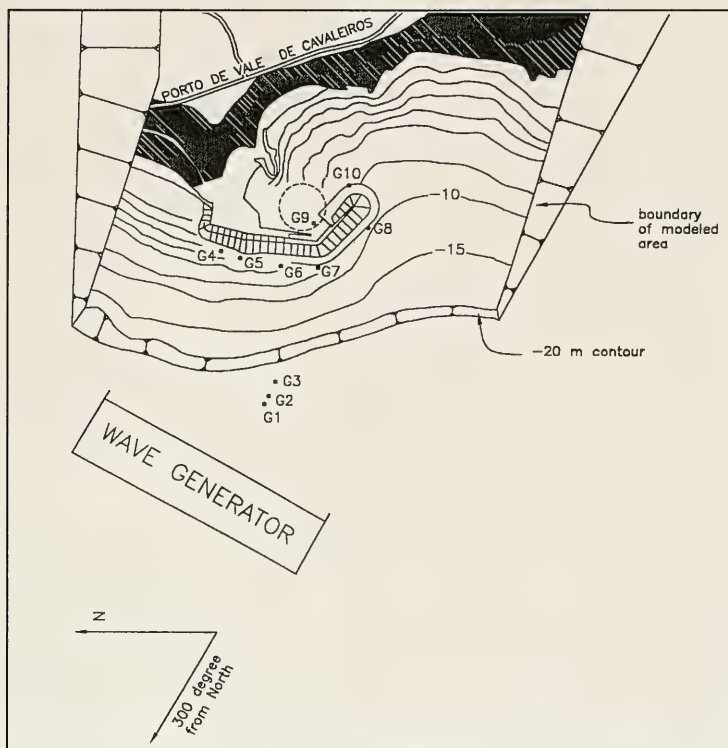 PORTO DE VALE DE CAVALEIROS
G10
G9
G8
G4
G5
G6
G7
-10
-15
boundary
of modeled
area
-20 m contour
G3
G2
G1
WAVE GENERATOR
N
300 degree
from North